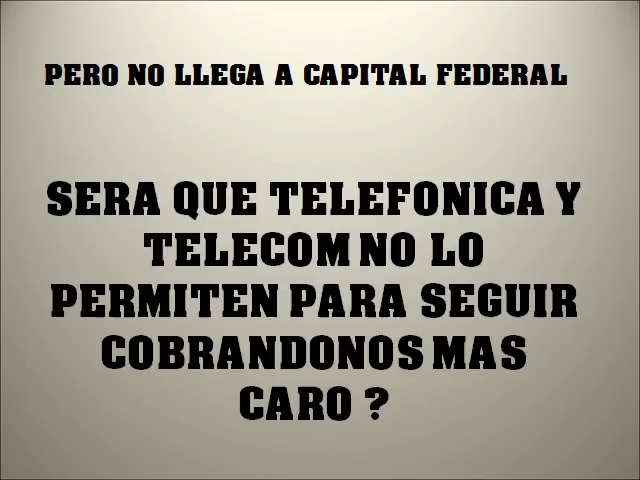 PERO NO LLEGA A CAPITAL FEDERAL
SERA QUE TELEFONICA Y
TELECOM NO LO
PERMITEN PARA SEGUIR
COBRANDONOS MAS
CARO ?